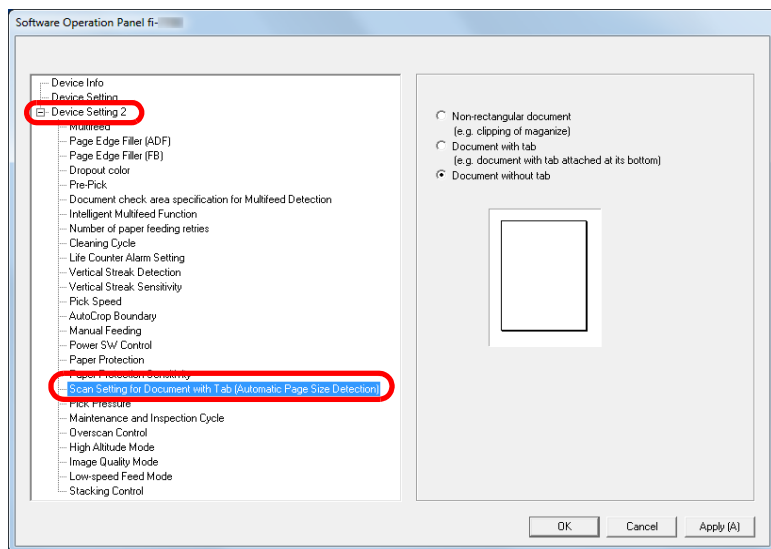 Software Operation Panel fi-
Device Info
Device Setting
Device Setting 2
Multifeed
Page Edge Filler (ADF)
Page Edge Filler (FB)
Dropout color
Pre-Pick
Document check area specification for Multifeed Detection
Intelligent Multifeed Function
Number of paper feeding retries
Cleaning Cycle
Life Counter Alarm Setting
Vertical Streak Detection
Vertical Streak Sensitivity
Pick Speed
AutoCrop Boundary
Manual Feeding
Power SW Control
Paper Protection
Paper Protection Sensitivity
Scan Setting for Document with Tab (Automatic Page Size Detection)
Pick Pressure
Maintenance and Inspection Cycle
Overscan Control
High Altitude Mode
Image Quality Mode
Low-speed Feed Mode
Stacking Control
Non-rectangular document
(e.g. clipping of maganize)
Document with tab
(e.g. document with tab attached at its bottom)
Document without tab
OK
Cancel
Apply (A)